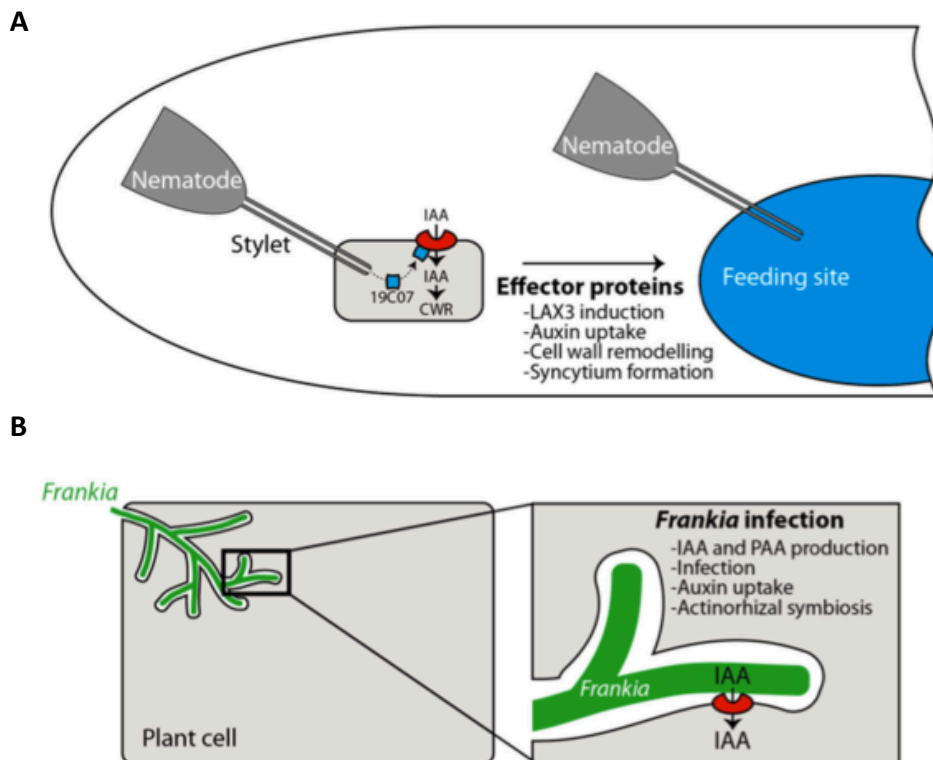 A
Nematode
Stylet
IAA
IAA
19C07
CWR
Effector proteins
-LAX3 induction
-Auxin uptake
-Cell wall remodelling
-Syncytium formation
Nematode
Feeding site
B
Frankia
Plant cell
Frankia infection
-IAA and PAA production
-Infection
-Auxin uptake
-Actinorhizal symbiosis
Frankia
IAA
IAA